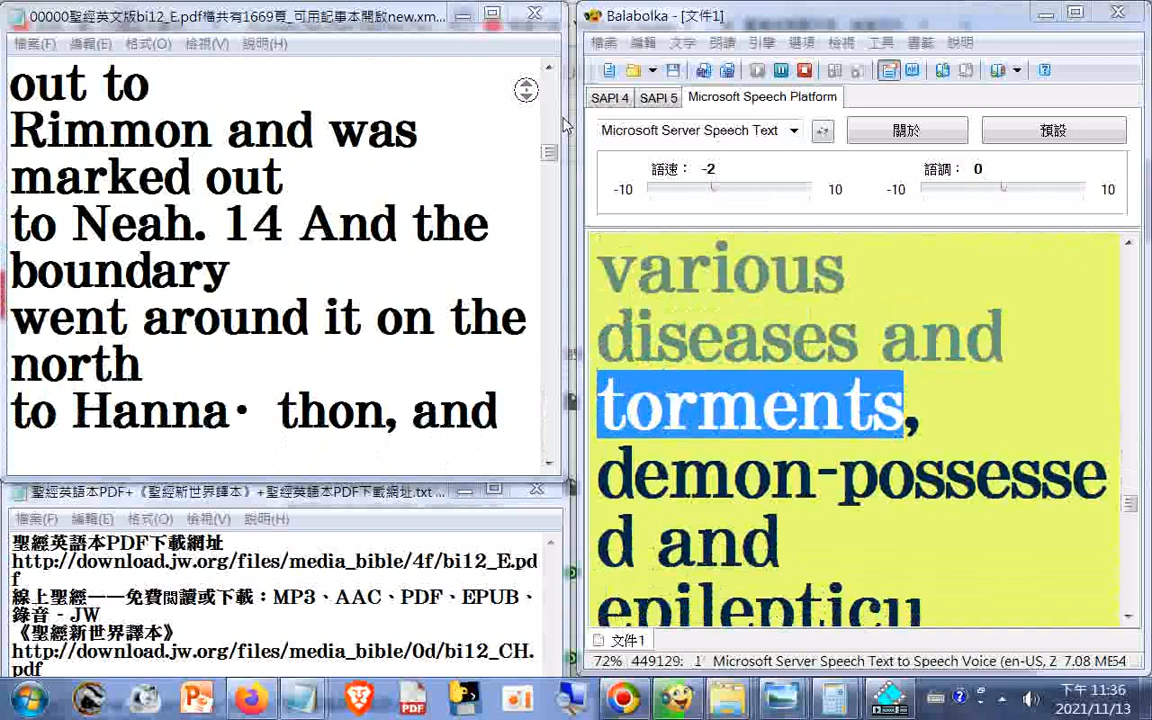 00000聖經英文版bi12_E.pdf檔共有1669頁_可用記事本開啟new.xm...
檔案(F) 編輯(E) 格式(O) 檢視(V) 說明(H)
out to
Rimmon and was
marked out
to Neah. 14 And the
boundary
went around it on the
north
to Hanna· thon, and
聖經英語本PDF+《聖經新世界譯本》+聖經英語本PDF下載網址.txt ...
檔案(F) 編輯(E) 格式(O) 檢視(V) 說明(H)
聖經英語本PDF下載網址
http://download.jw.org/files/media_bible/4f/bi12_E.pd
f
線上聖經——免費閱讀或下載：MP3、AAC、PDF、EPUB、
錄音 - JW
《聖經新世界譯本》
http://download.jw.org/files/media_bible/0d/bi12_CH.
pdf
Balabolka - [文件1]
檔案 編輯 文字 朗讀 引擎 選項 檢視 工具 書籤 說明
SAPI 4 SAPI 5 Microsoft Speech Platform
Microsoft Server Speech Text 關於 預設
語速： -2 語調： 0
-10 10 -10 10
various
diseases and
torments,
demon-possesse
d and
epilepticu
文件1
72% 449129: 1 Microsoft Server Speech Text to Speech Voice (en-US, Z 7.08 ME54
下午 11:36
2021/11/13